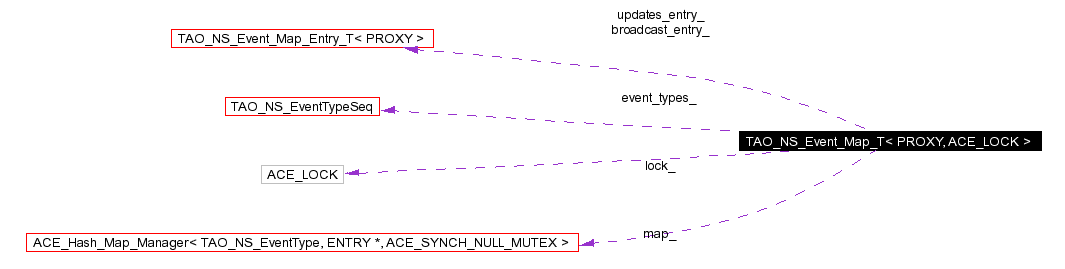 updates_entry_
broadcast_entry_
TAO_NS_Event_Map_Entry_T< PROXY >
event_types_
TAO_NS_EventTypeSeq
TAO_NS_Event_Map_T< PROXY, ACE_LOCK >
lock_
ACE_LOCK
map_
ACE_Hash_Map_Manager< TAO_NS_EventType, ENTRY *, ACE_SYNCH_NULL_MUTEX >